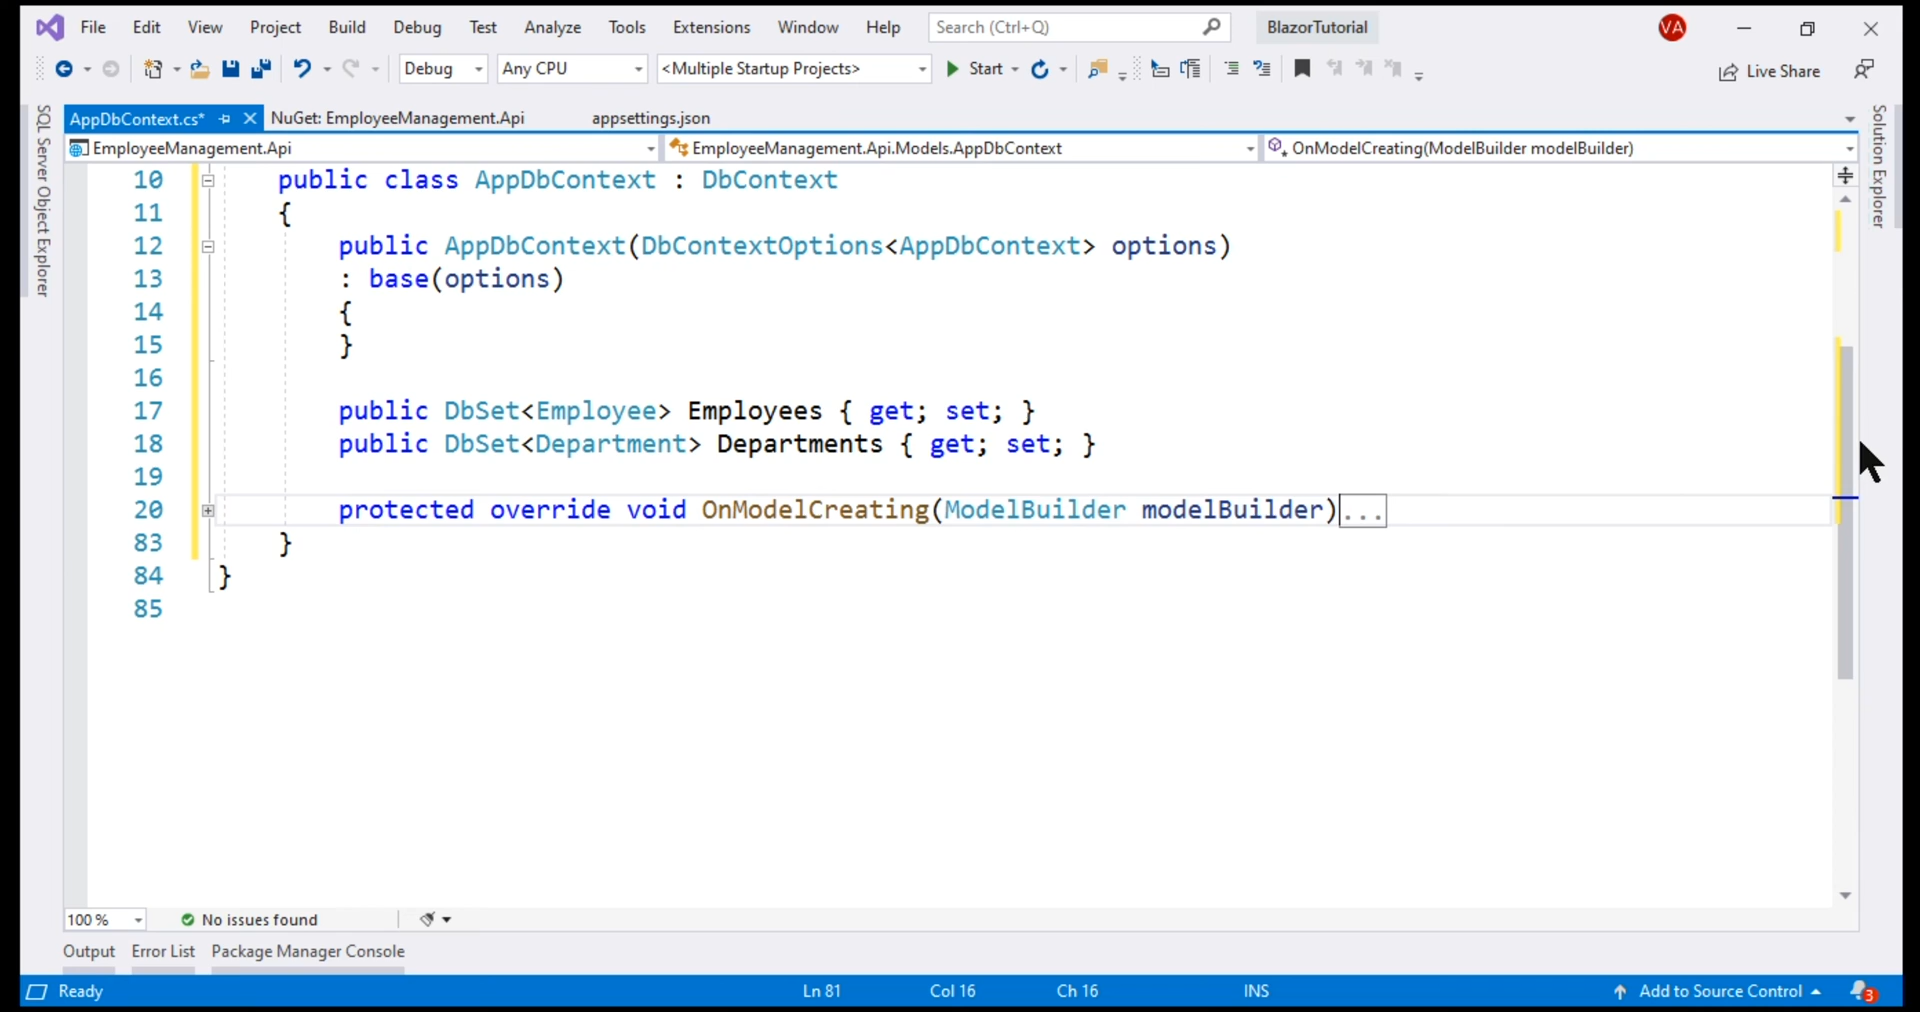 File Edit View Project Build Debug Test Analyze Tools Extensions Window Help Search (Ctrl+Q) BlazorTutorial VA
Debug Any CPU <Multiple Startup Projects> Start Live Share
SQL Server Object Explorer
Solution Explorer
AppDbContext.cs* NuGet: EmployeeManagement.Api appsettings.json
EmployeeManagement.Api EmployeeManagement.Api.Models.AppDbContext OnModelCreating(ModelBuilder modelBuilder)
10 public class AppDbContext : DbContext
11 {
12 public AppDbContext(DbContextOptions<AppDbContext> options)
13 : base(options)
14 {
15 }
16
17 public DbSet<Employee> Employees { get; set; }
18 public DbSet<Department> Departments { get; set; }
19
20 protected override void OnModelCreating(ModelBuilder modelBuilder)...
83 }
84 }
85
100 % No issues found
Output Error List Package Manager Console
Ready Ln 81 Col 16 Ch 16 INS Add to Source Control 3